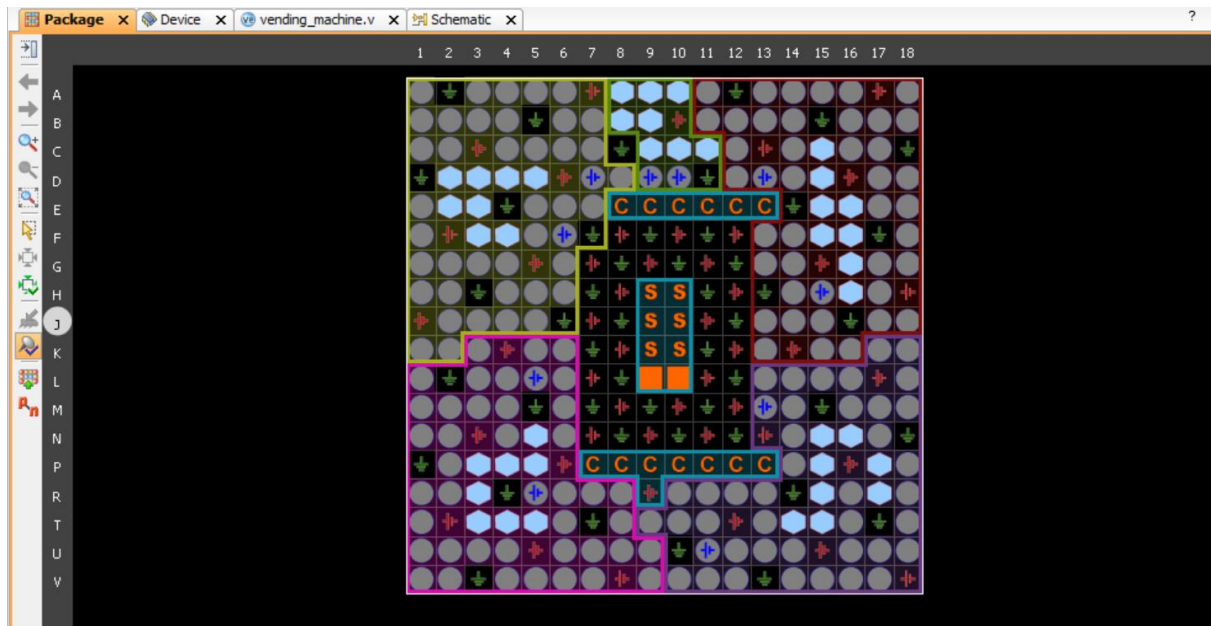 Package Device vending_machine.v Schematic ?
1 2 3 4 5 6 7 8 9 10 11 12 13 14 15 16 17 18
A
B
C
D
E C C C C C C
F
G
H S S
J S S
K S S
L
M
N
P C C C C C C C
R
T
U
V